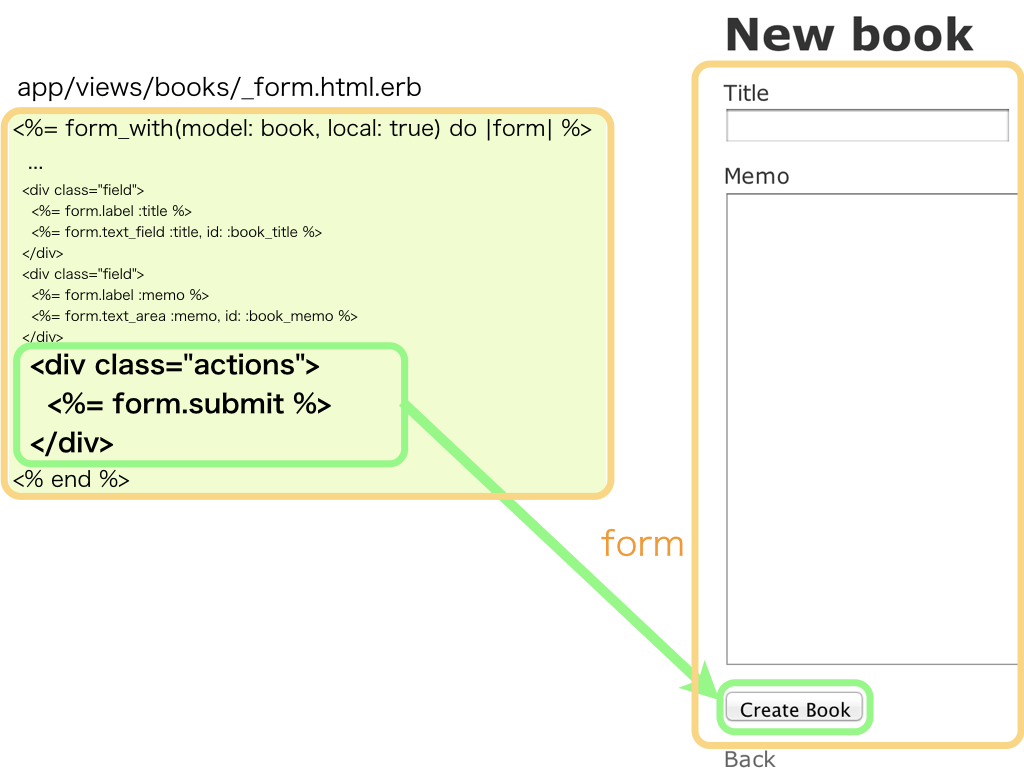 app/views/books/_form.html.erb
<%= form_with(model: book, local: true) do |form| %>
...
<div class="field">
<%= form.label :title %>
<%= form.text_field :title, id: :book_title %>
</div>
<div class="field">
<%= form.label :memo %>
<%= form.text_area :memo, id: :book_memo %>
</div>
<div class="actions">
<%= form.submit %>
</div>
<% end %>
form
New book
Title
Memo
Create Book
Back